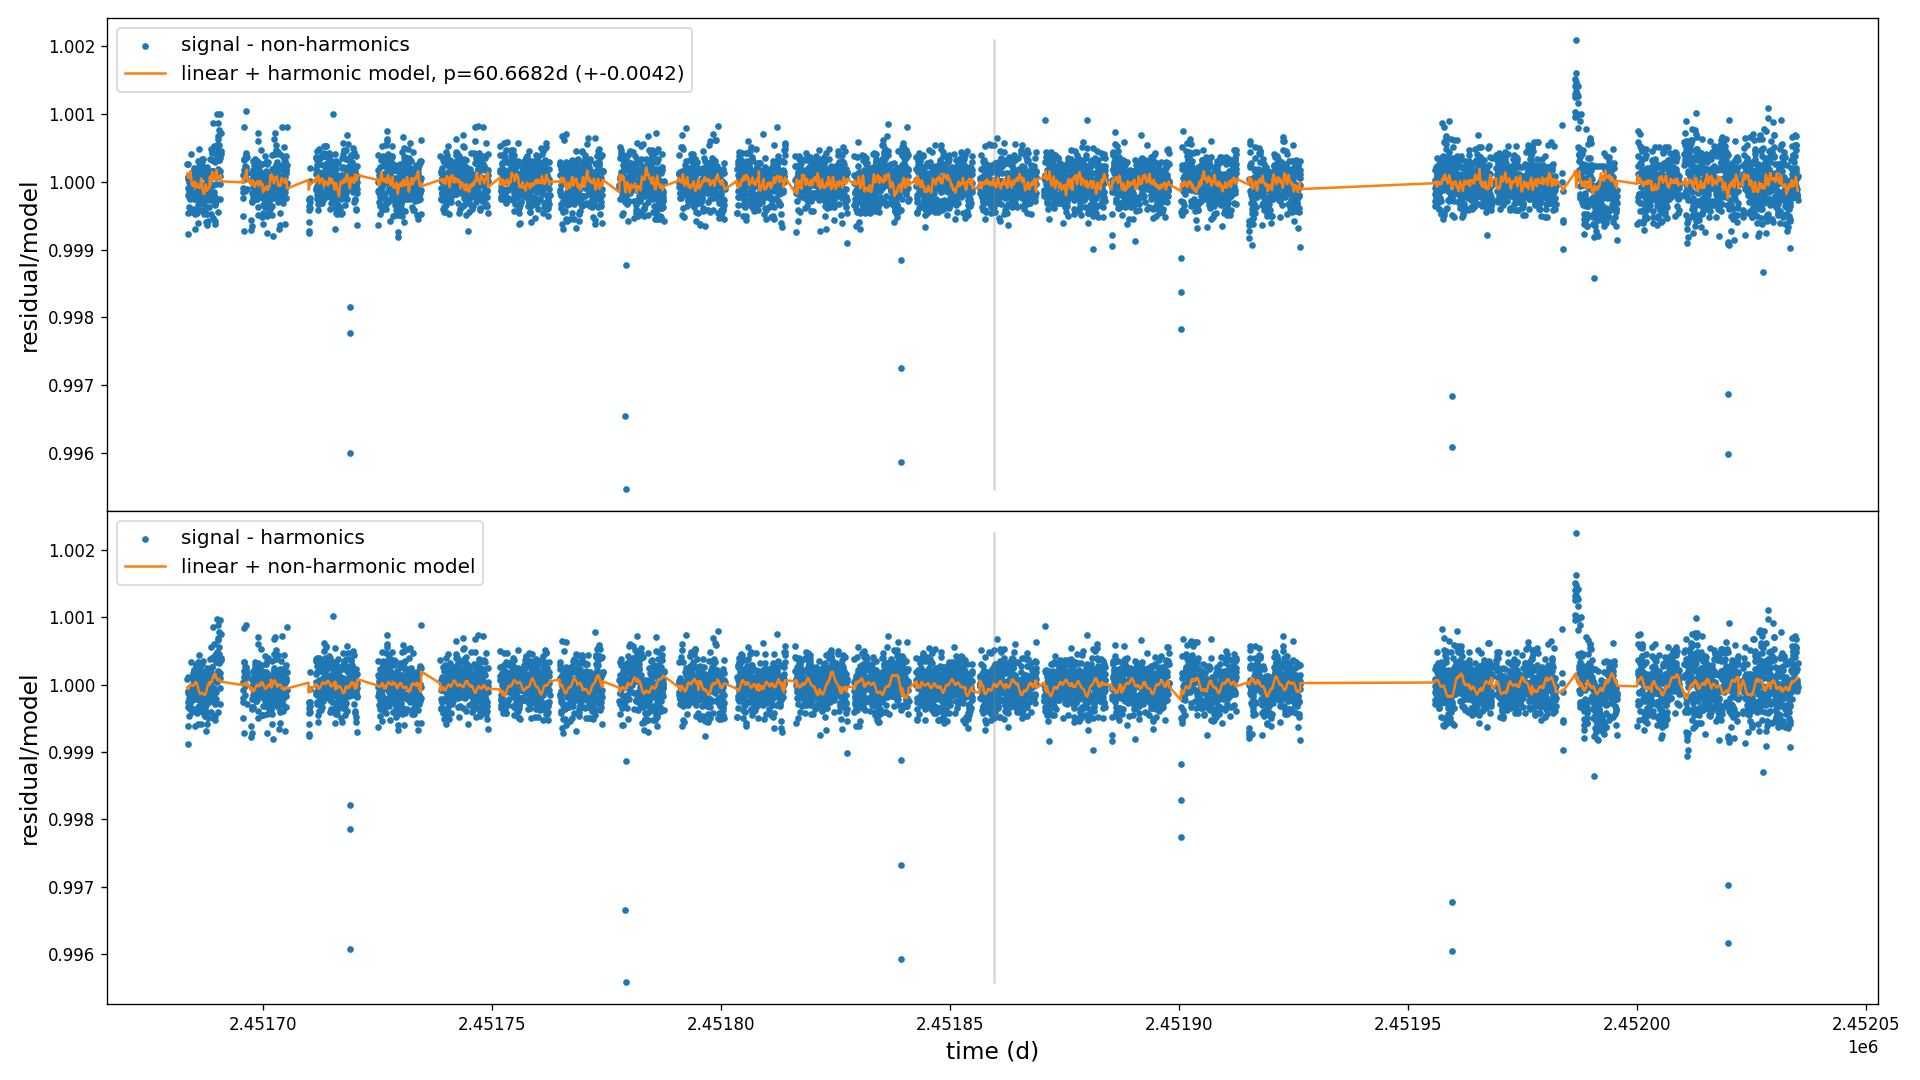 signal - non-harmonics
linear + harmonic model, p=60.6682d (+-0.0042)
1.002
1.001
1.000
0.999
0.998
0.997
0.996
residual/model
signal - harmonics
linear + non-harmonic model
1.002
1.001
1.000
0.999
0.998
0.997
0.996
residual/model
2.45170 2.45175 2.45180 2.45185 2.45190 2.45195 2.45200 2.45205
time (d)
1e6